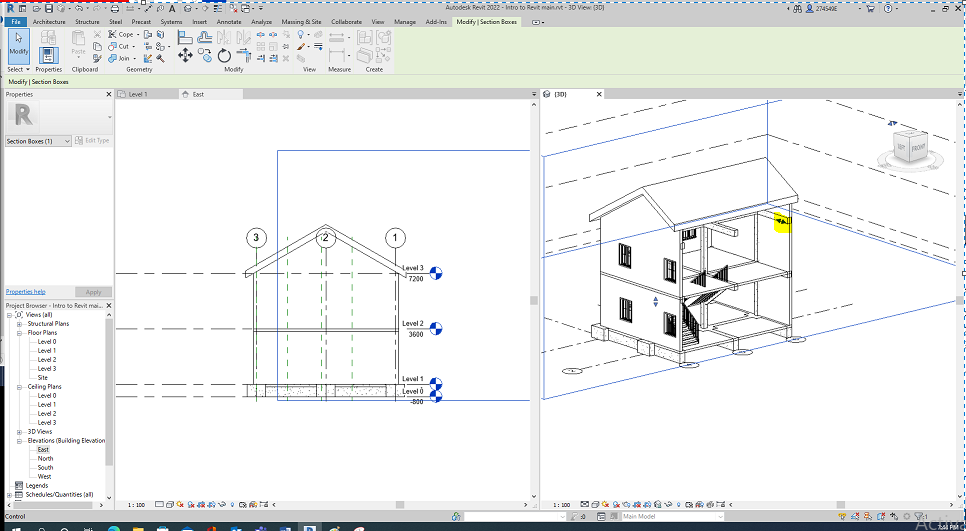 Autodesk Revit 2022 - Intro to Revit main.rvt - 3D View: {3D}
274549E
File Architecture Structure Steel Precast Systems Insert Annotate Analyze Massing & Site Collaborate View Manage Add-Ins Modify | Section Boxes
Modify
Properties
Paste
Cope
Cut
Join
Select
Properties
Clipboard
Geometry
Modify
View
Measure
Create
Modify | Section Boxes
Properties
R
Section Boxes (1)
Edit Type
Properties help
Apply
Project Browser - Intro to Revit mai...
Views (all)
Structural Plans
Floor Plans
Level 0
Level 1
Level 2
Level 3
Site
Ceiling Plans
Level 0
Level 1
Level 2
Level 3
3D Views
Elevations (Building Elevation
East
North
South
West
Legends
Schedules/Quantities (all)
Level 1
East
3
2
1
Level 3
7200
Level 2
3600
Level 1
Level 0
-800
1 : 100
{3D}
FRONT
1 : 100
Control
:0
Main Model
7:44 PM